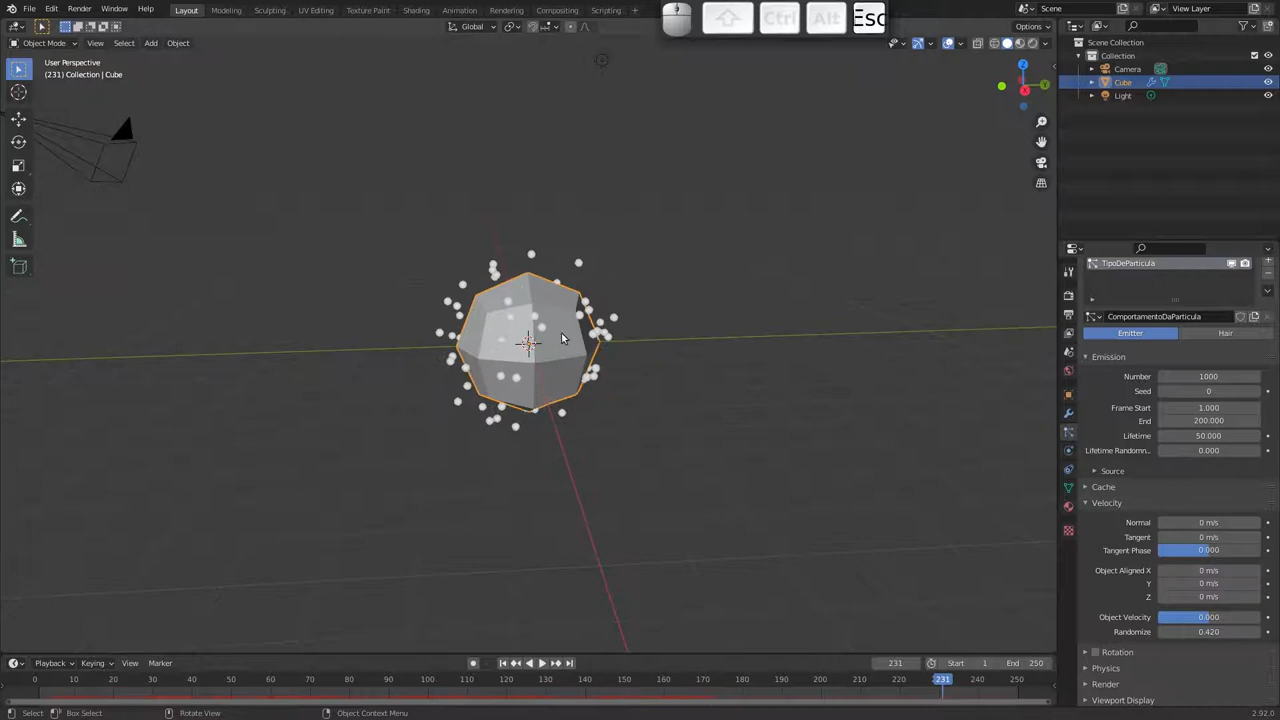 File Edit Render Window Help Layout Modeling Sculpting UV Editing Texture Paint Shading Animation Rendering Compositing Scripting +
Ctrl Alt Esc
Scene View Layer
Global Options
Object Mode View Select Add Object
User Perspective
(231) Collection | Cube
X Y Z
Scene Collection
Collection
Camera
Cube
Light
TipoDeParticula
ComportamentoDaParticula
Emitter Hair
Emission
Number 1000
Seed 0
Frame Start 1.000
End 200.000
Lifetime 50.000
Lifetime Randomn.. 0.000
Source
Cache
Velocity
Normal 0 m/s
Tangent 0 m/s
Tangent Phase 0.000
Object Aligned X 0 m/s
Y 0 m/s
Z 0 m/s
Object Velocity 0.000
Randomize 0.420
Rotation
Physics
Render
Viewport Display
Playback Keying View Marker 231 Start 1 End 250
0 10 20 30 40 50 60 70 80 90 100 110 120 130 140 150 160 170 180 190 200 210 220 231 240 250
Select Box Select Rotate View Object Context Menu 2.92.0